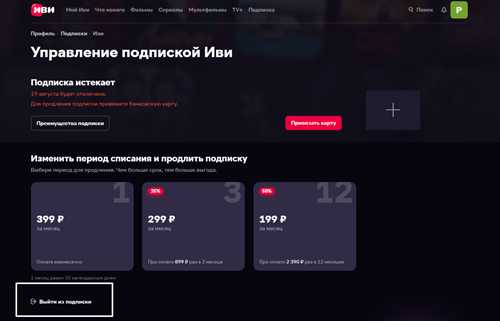 иви Мой Иви Что нового Фильмы Сериалы Мультфильмы TV+ Подписка Поиск P
Профиль · Подписки · Иви
Управление подпиской Иви
Подписка истекает
19 августа будет отключена.
Для продления подписки привяжите банковскую карту.
Преимущества подписки Привязать карту
Изменить период списания и продлить подписку
Выберите период для продления. Чем больше срок, тем больше выгода.
1 35% 3 50% 12
399 ₽ 299 ₽ 199 ₽
за месяц за месяц за месяц
Оплата ежемесячно При оплате 899 ₽ раз в 3 месяца При оплате 2 390 ₽ раз в 12 месяцев
1 месяц равен 30 календарным дням
Выйти из подписки